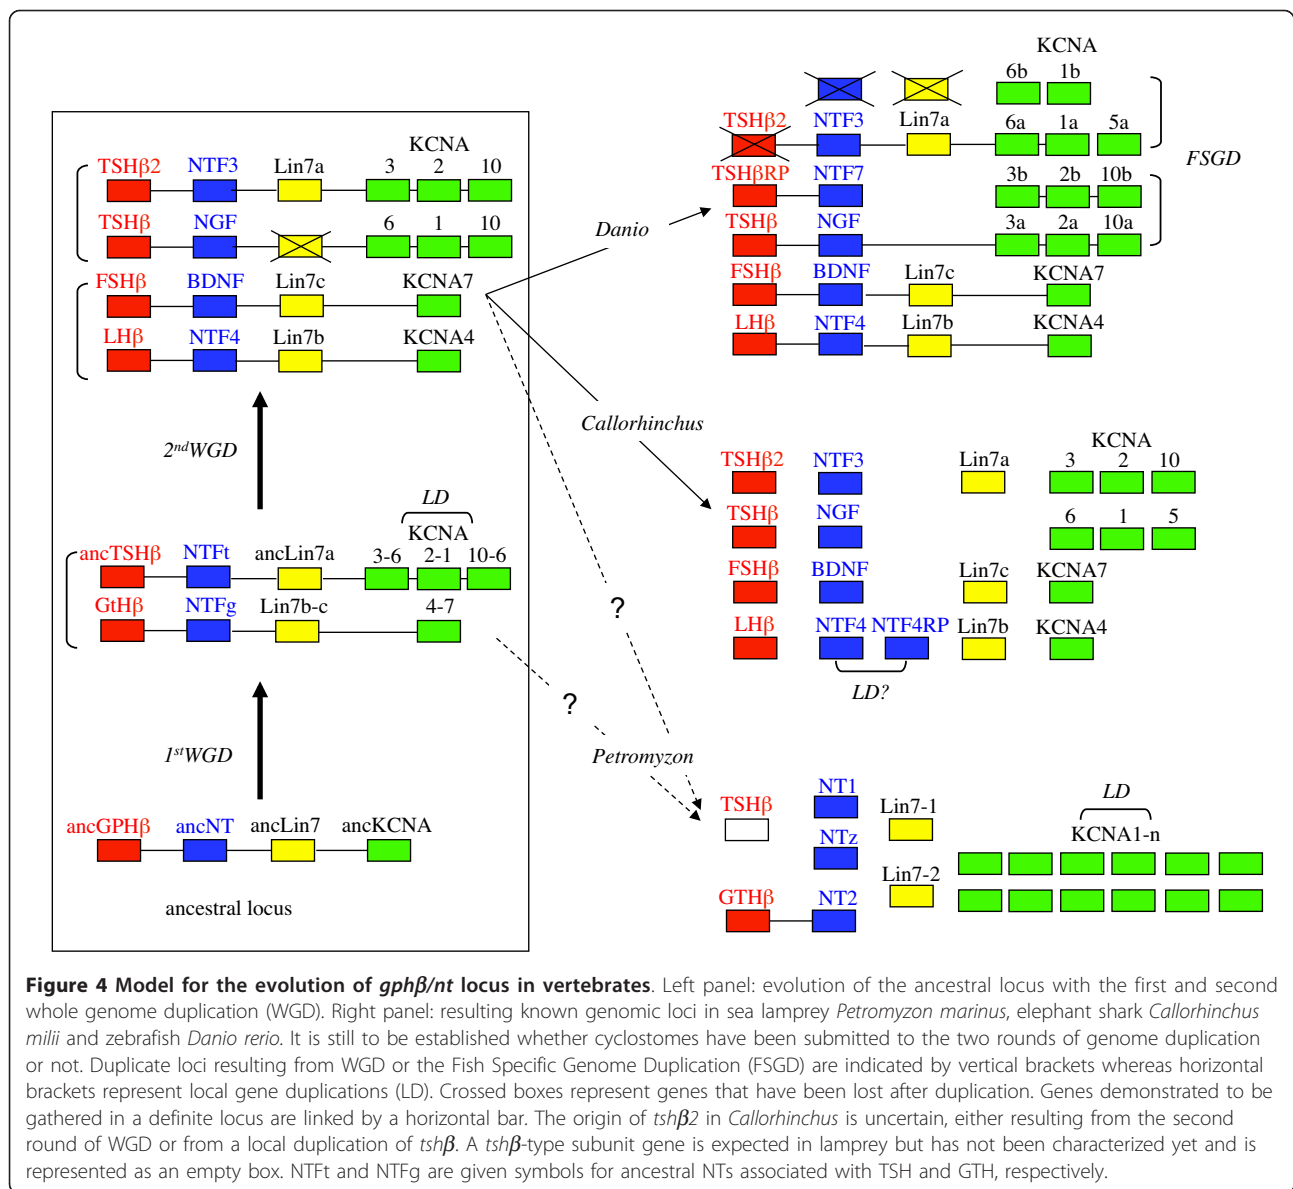 KCNA
TSHβ2 NTF3 Lin7a 3 2 10
TSHβ NGF 6 1 10
FSHβ BDNF Lin7c KCNA7
LHβ NTF4 Lin7b KCNA4
2ndWGD
LD
KCNA
ancTSHβ NTFt ancLin7a 3-6 2-1 10-6
GtHβ NTFg Lin7b-c 4-7
1stWGD
ancGPHβ ancNT ancLin7 ancKCNA
ancestral locus
Danio
Callorhinchus
?
?
Petromyzon
KCNA
6b 1b
TSHβ2 NTF3 Lin7a 6a 1a 5a
FSGD
TSHβRP NTF7 3b 2b 10b
TSHβ NGF 3a 2a 10a
FSHβ BDNF Lin7c KCNA7
LHβ NTF4 Lin7b KCNA4
KCNA
TSHβ2 NTF3 Lin7a 3 2 10
TSHβ NGF 6 1 5
FSHβ BDNF Lin7c KCNA7
LHβ NTF4 NTF4RP Lin7b KCNA4
LD?
TSHβ NT1 Lin7-1 LD
NTz KCNA1-n
Lin7-2
GTHβ NT2
Figure 4 Model for the evolution of gphβ/nt locus in vertebrates. Left panel: evolution of the ancestral locus with the first and second
whole genome duplication (WGD). Right panel: resulting known genomic loci in sea lamprey Petromyzon marinus, elephant shark Callorhinchus
milii and zebrafish Danio rerio. It is still to be established whether cyclostomes have been submitted to the two rounds of genome duplication
or not. Duplicate loci resulting from WGD or the Fish Specific Genome Duplication (FSGD) are indicated by vertical brackets whereas horizontal
brackets represent local gene duplications (LD). Crossed boxes represent genes that have been lost after duplication. Genes demonstrated to be
gathered in a definite locus are linked by a horizontal bar. The origin of tshβ2 in Callorhinchus is uncertain, either resulting from the second
round of WGD or from a local duplication of tshβ. A tshβ-type subunit gene is expected in lamprey but has not been characterized yet and is
represented as an empty box. NTFt and NTFg are given symbols for ancestral NTs associated with TSH and GTH, respectively.